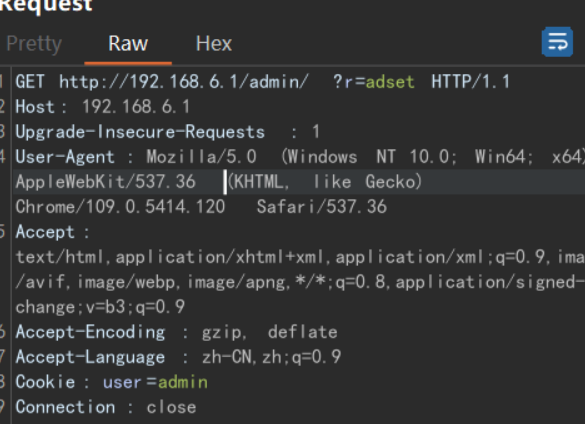 Request
Pretty Raw Hex
1 GET http://192.168.6.1/admin/ ?r=adset HTTP/1.1
2 Host : 192.168.6.1
3 Upgrade-Insecure-Requests : 1
4 User-Agent : Mozilla/5.0 (Windows NT 10.0; Win64; x64)
AppleWebKit/537.36 (KHTML, like Gecko)
Chrome/109.0.5414.120 Safari/537.36
5 Accept :
text/html,application/xhtml+xml,application/xml;q=0.9,ima
/avif,image/webp,image/apng,*/*;q=0.8,application/signed-
change;v=b3;q=0.9
6 Accept-Encoding : gzip, deflate
7 Accept-Language : zh-CN,zh;q=0.9
8 Cookie : user=admin
9 Connection : close